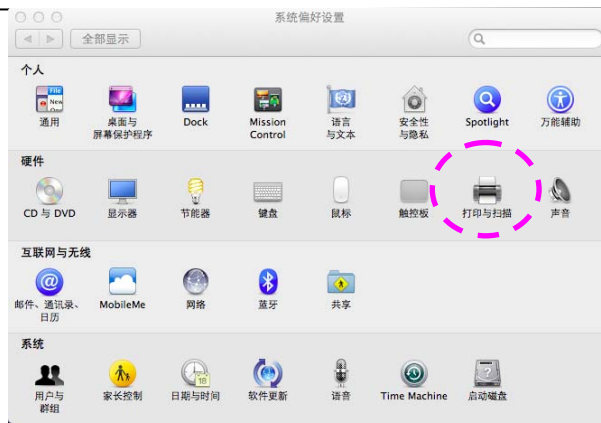 系统偏好设置
全部显示
个人
通用
桌面与
屏幕保护程序
Dock
Mission
Control
语言
与文本
安全性
与隐私
Spotlight
万能辅助
硬件
CD 与 DVD
显示器
节能器
键盘
鼠标
触控板
打印与扫描
声音
互联网与无线
邮件、通讯录、
日历
MobileMe
网络
蓝牙
共享
系统
用户与
群组
家长控制
日期与时间
软件更新
语音
Time Machine
启动磁盘